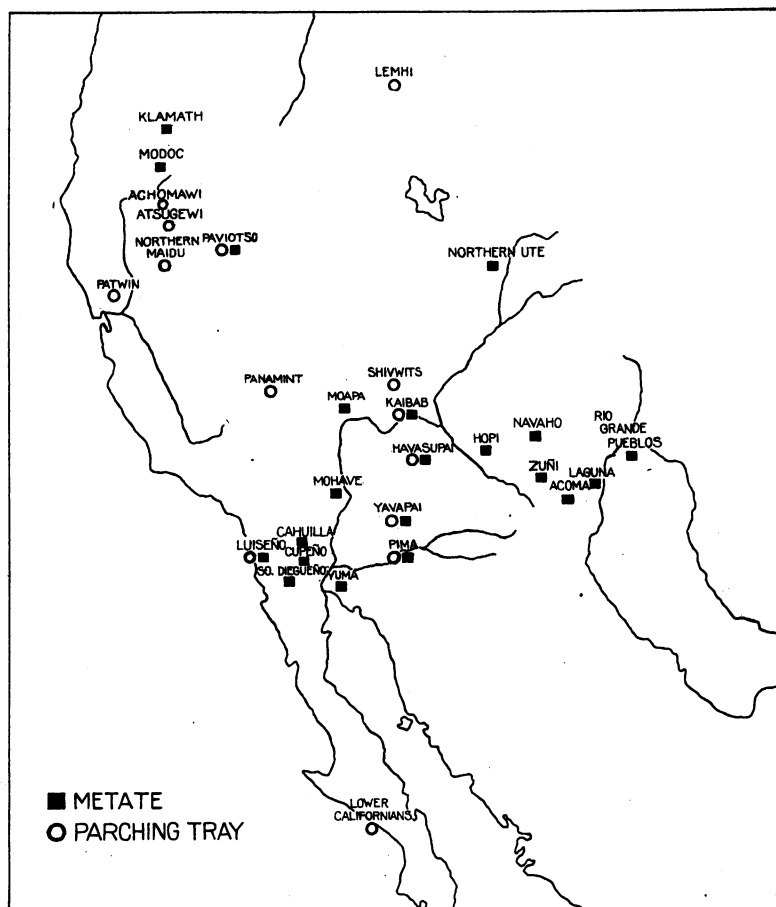 LEMHI
KLAMATH
MODOC
ACHOMAWI
ATSUGEWI
NORTHERN
MAIDU
PAVIOTSO
NORTHERN UTE
PATWIN
PANAMINT
SHIVWITS
MOAPA
KAIBAB
NAVAHO
RIO
GRANDE
PUEBLOS
HOPI
HAVASUPAI
ZUÑI
LAGUNA
ACOMA
MOHAVE
YAVAPAI
CAHUILLA
LUISEÑO
CUPEÑO
PIMA
SO. DIEGUEÑO
YUMA
METATE
PARCHING TRAY
LOWER
CALIFORNIANS